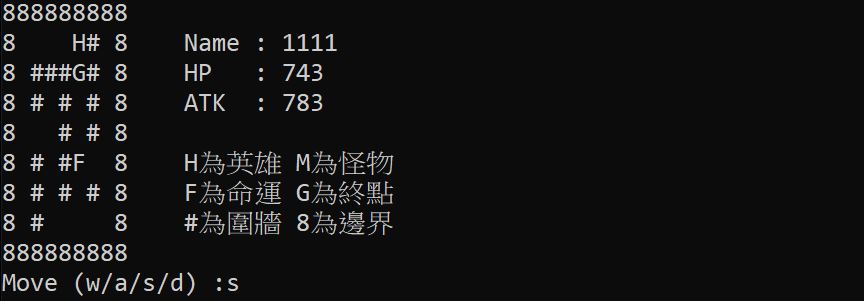 888888888
8    H# 8    Name : 1111
8 ###G# 8    HP   : 743
8 # # # 8    ATK  : 783
8   # # 8
8 # #F  8    H為英雄 M為怪物
8 # # # 8    F為命運 G為終點
8 #     8    #為圍牆 8為邊界
888888888
Move (w/a/s/d) :s